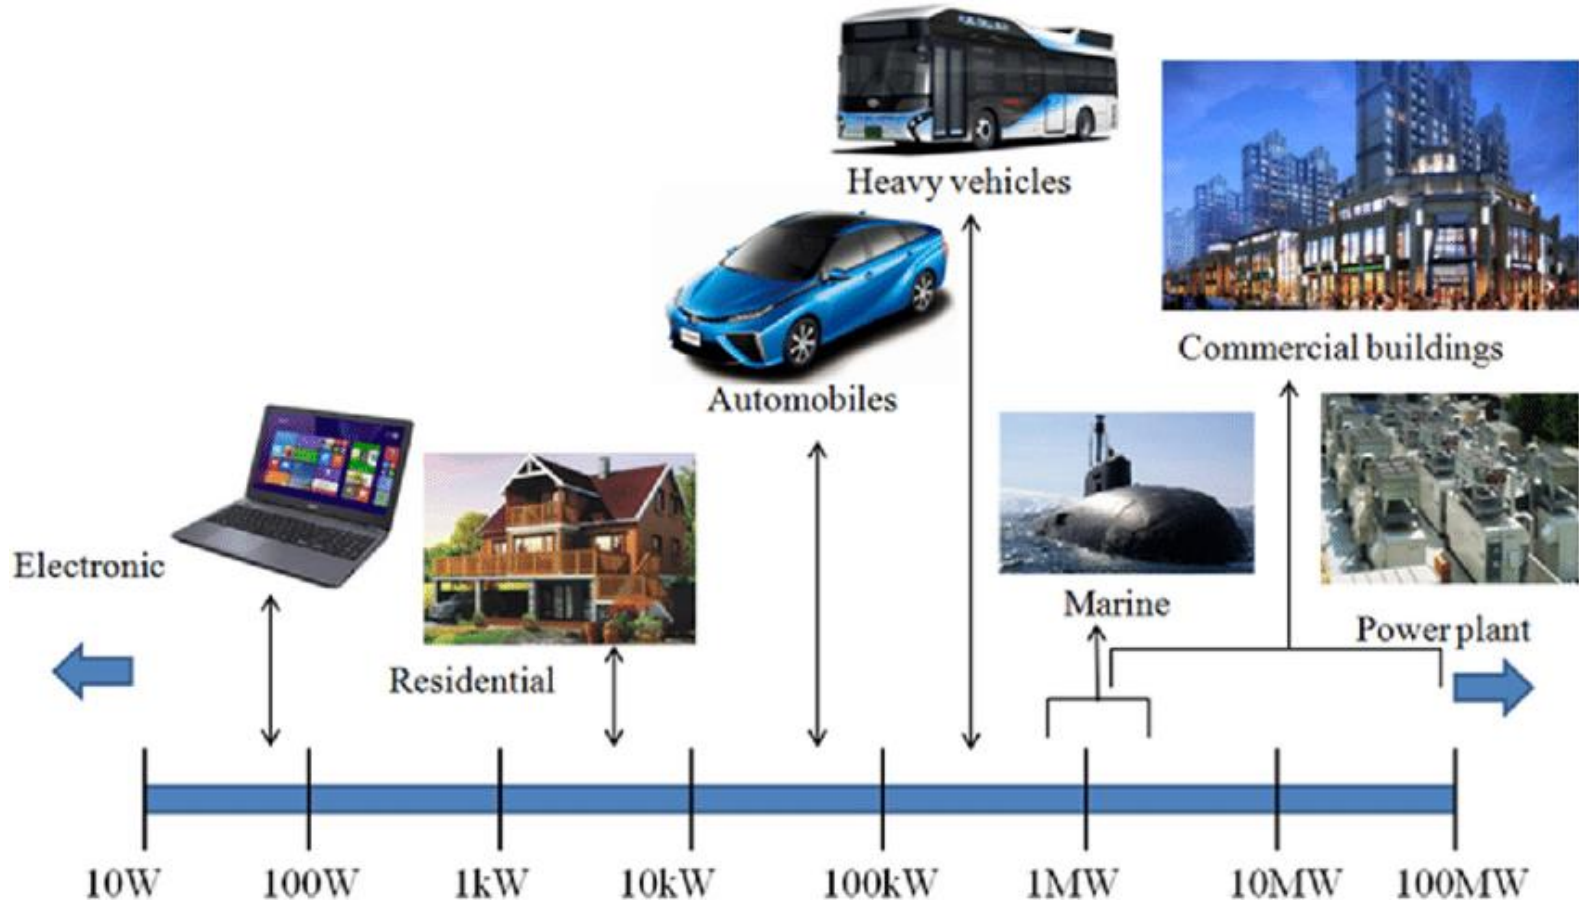 Heavy vehicles
Commercial buildings
Automobiles
Electronic
Marine
Power plant
Residential
10W 100W 1kW 10kW 100kW 1MW 10MW 100MW